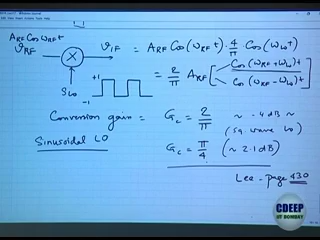 A_RF Cos ω_RF t
v_RF × v_IF = A_RF Cos(ω_RF t) · 4/π · Cos(ω_LO t)
+1
-1
S_LO
= 2/π A_RF [ Cos(ω_RF + ω_LO)t
Cos(ω_RF - ω_LO)t
Conversion gain = G_c = 2/π ~ -4 dB ~
(sq. wave LO)
Sinusoidal LO G_c = π/4 (~ 2.1 dB)
Lee - page 430
CDEEP
IIT BOMBAY